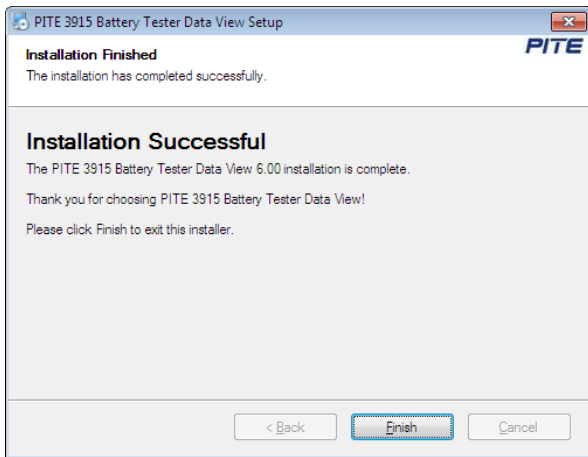 PITE 3915 Battery Tester Data View Setup
Installation Finished
The installation has completed successfully.
PITE
Installation Successful
The PITE 3915 Battery Tester Data View 6.00 installation is complete.
Thank you for choosing PITE 3915 Battery Tester Data View!
Please click Finish to exit this installer.
< Back
Finish
Cancel